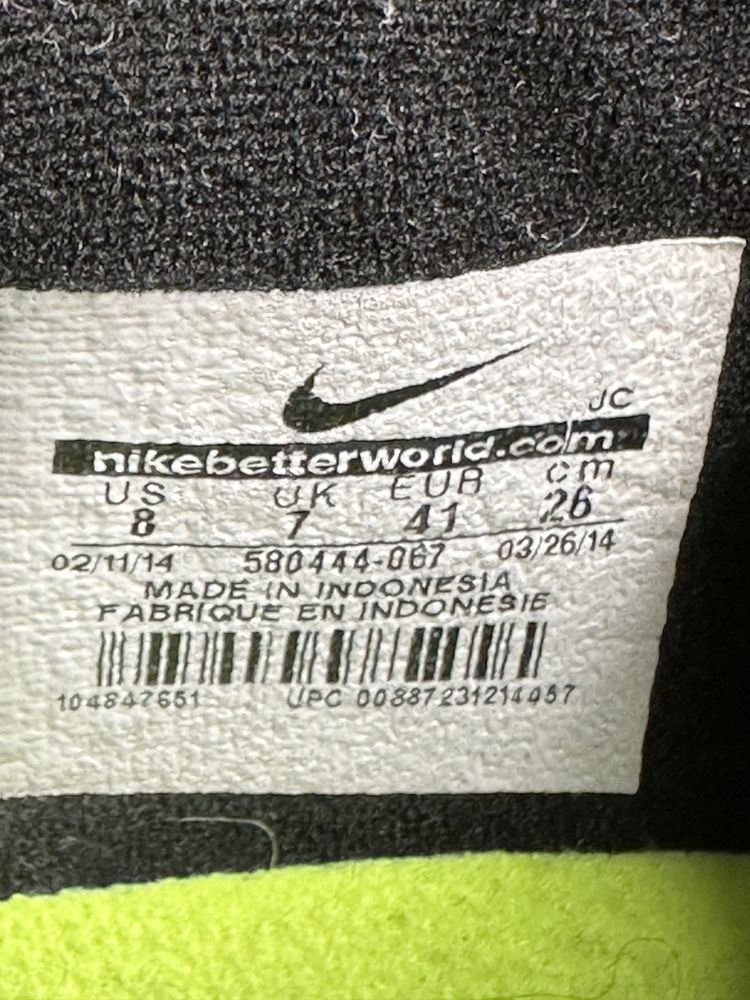 JC
nikebetterworld.com
US UK EUR cm
8 7 41 26
02/11/14 580444-067 03/26/14
MADE IN INDONESIA
FABRIQUE EN INDONESIE
104847651 UPC 00887231214457